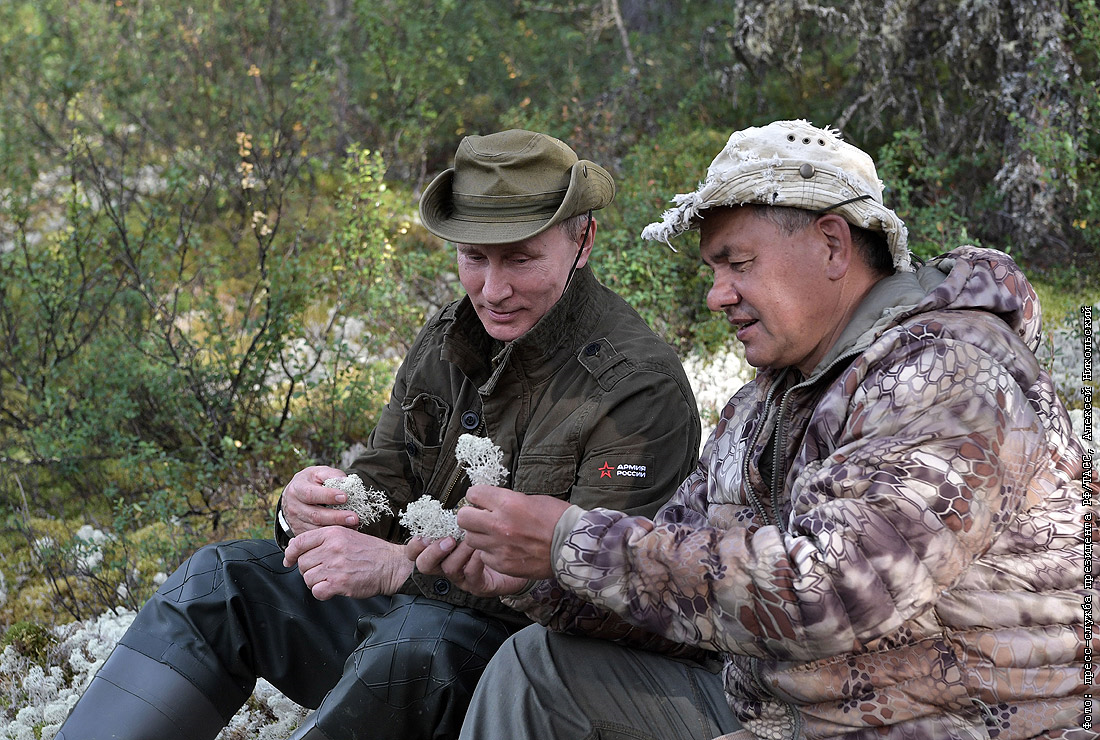 АРМИЯ
РОССИИ
Фото: пресс-служба президента РФ/ТАСС, Алексей Никольский